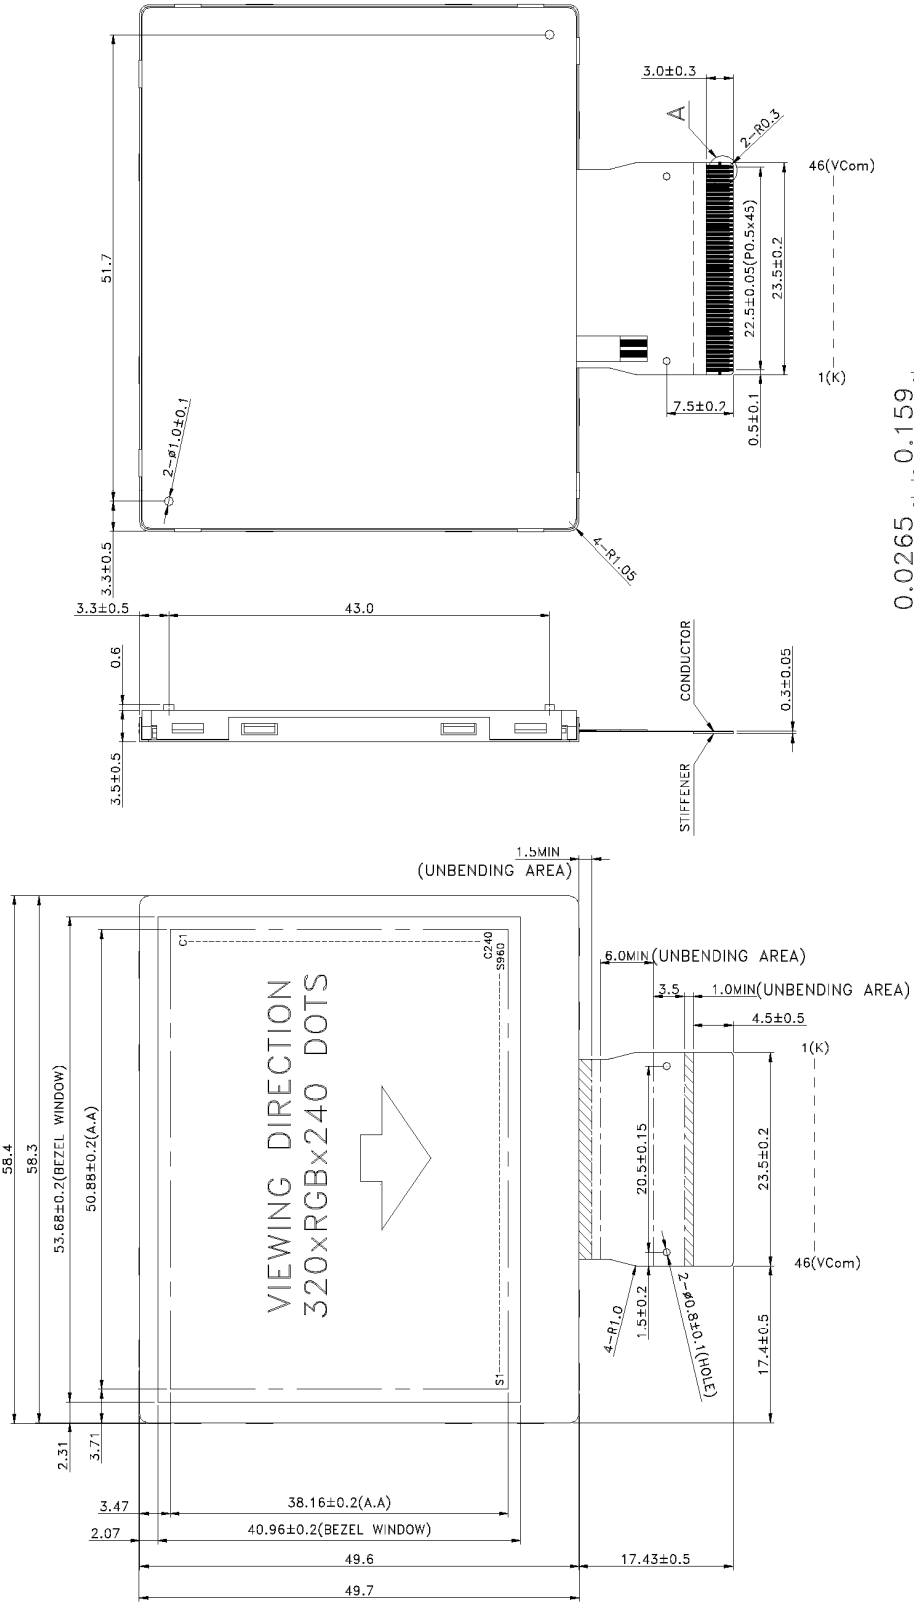 3.0±0.3
A
2-R0.3
46(VCom)
51.7
22.5±0.05(P0.5x45)
23.5±0.2
1(K)
7.5±0.2
0.5±0.1
2-ø1.0±0.1
3.3±0.5
4-R1.05
3.3±0.5
43.0
0.6
3.5±0.5
CONDUCTOR
STIFFENER
0.3±0.05
0.0265
0.159
1.5MIN
(UNBENDING AREA)
6.0MIN(UNBENDING AREA)
3.5
1.0MIN(UNBENDING AREA)
4.5±0.5
1(K)
C1
C240
S960
S1
VIEWING DIRECTION
320xRGBx240 DOTS
58.4
58.3
53.68±0.2(BEZEL WINDOW)
50.88±0.2(A.A)
20.5±0.15
23.5±0.2
46(VCom)
4-R1.0
1.5±0.2
2-ø0.8±0.1(HOLE)
17.4±0.5
2.31
3.71
3.47
38.16±0.2(A.A)
2.07
40.96±0.2(BEZEL WINDOW)
49.6
17.43±0.5
49.7